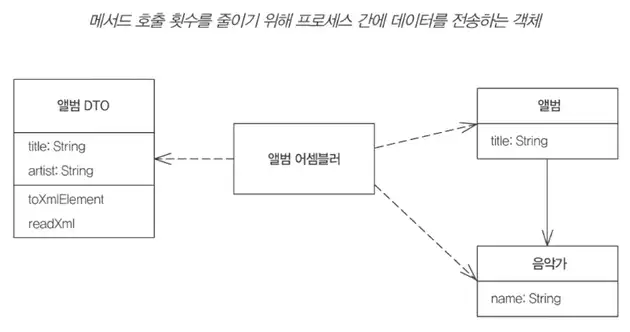 메서드 호출 횟수를 줄이기 위해 프로세스 간에 데이터를 전송하는 객체
앨범 DTO
title: String
artist: String
toXmlElement
readXml
앨범 어셈블러
앨범
title: String
음악가
name: String